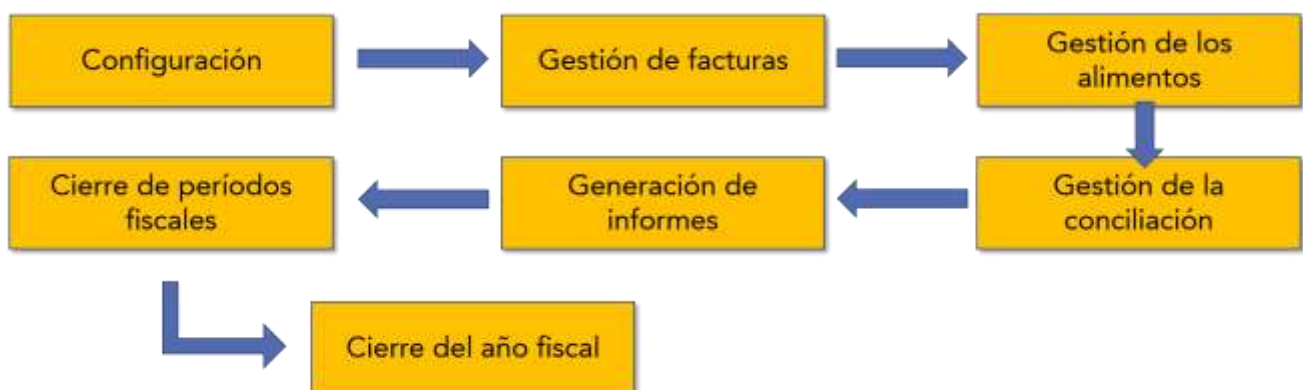 Configuración
Gestión de facturas
Gestión de los
alimentos
Gestión de la
conciliación
Generación de
informes
Cierre de períodos
fiscales
Cierre del año fiscal